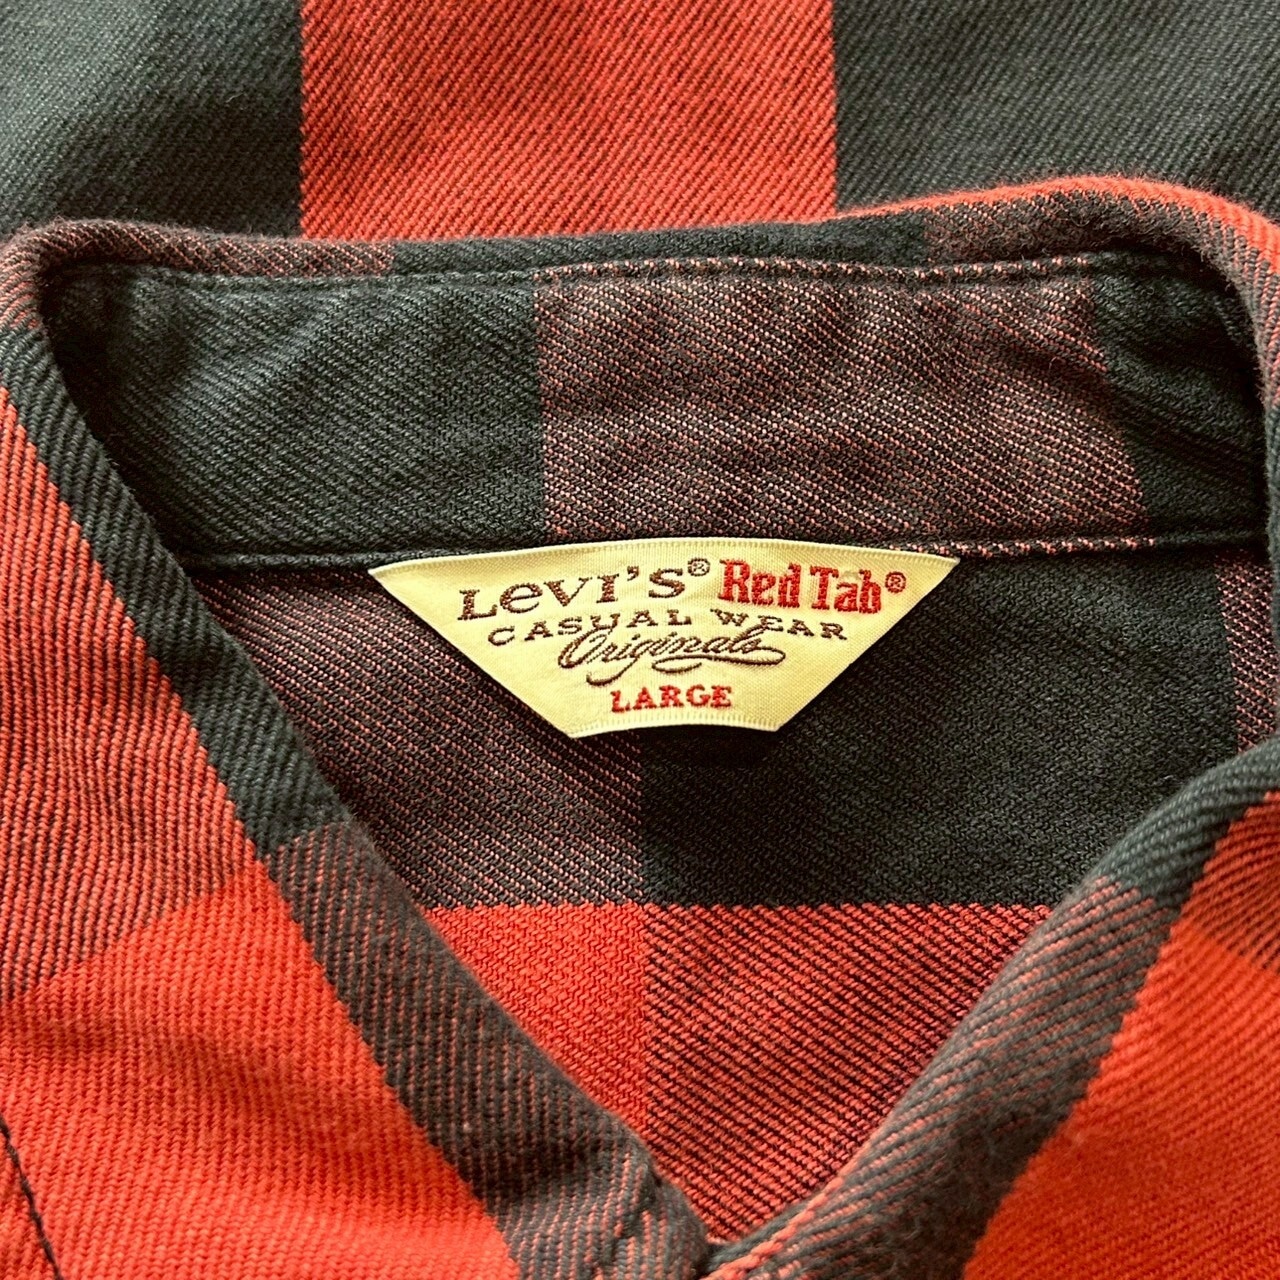 LEVI'S® Red Tab®
CASUAL WEAR
Originals
LARGE